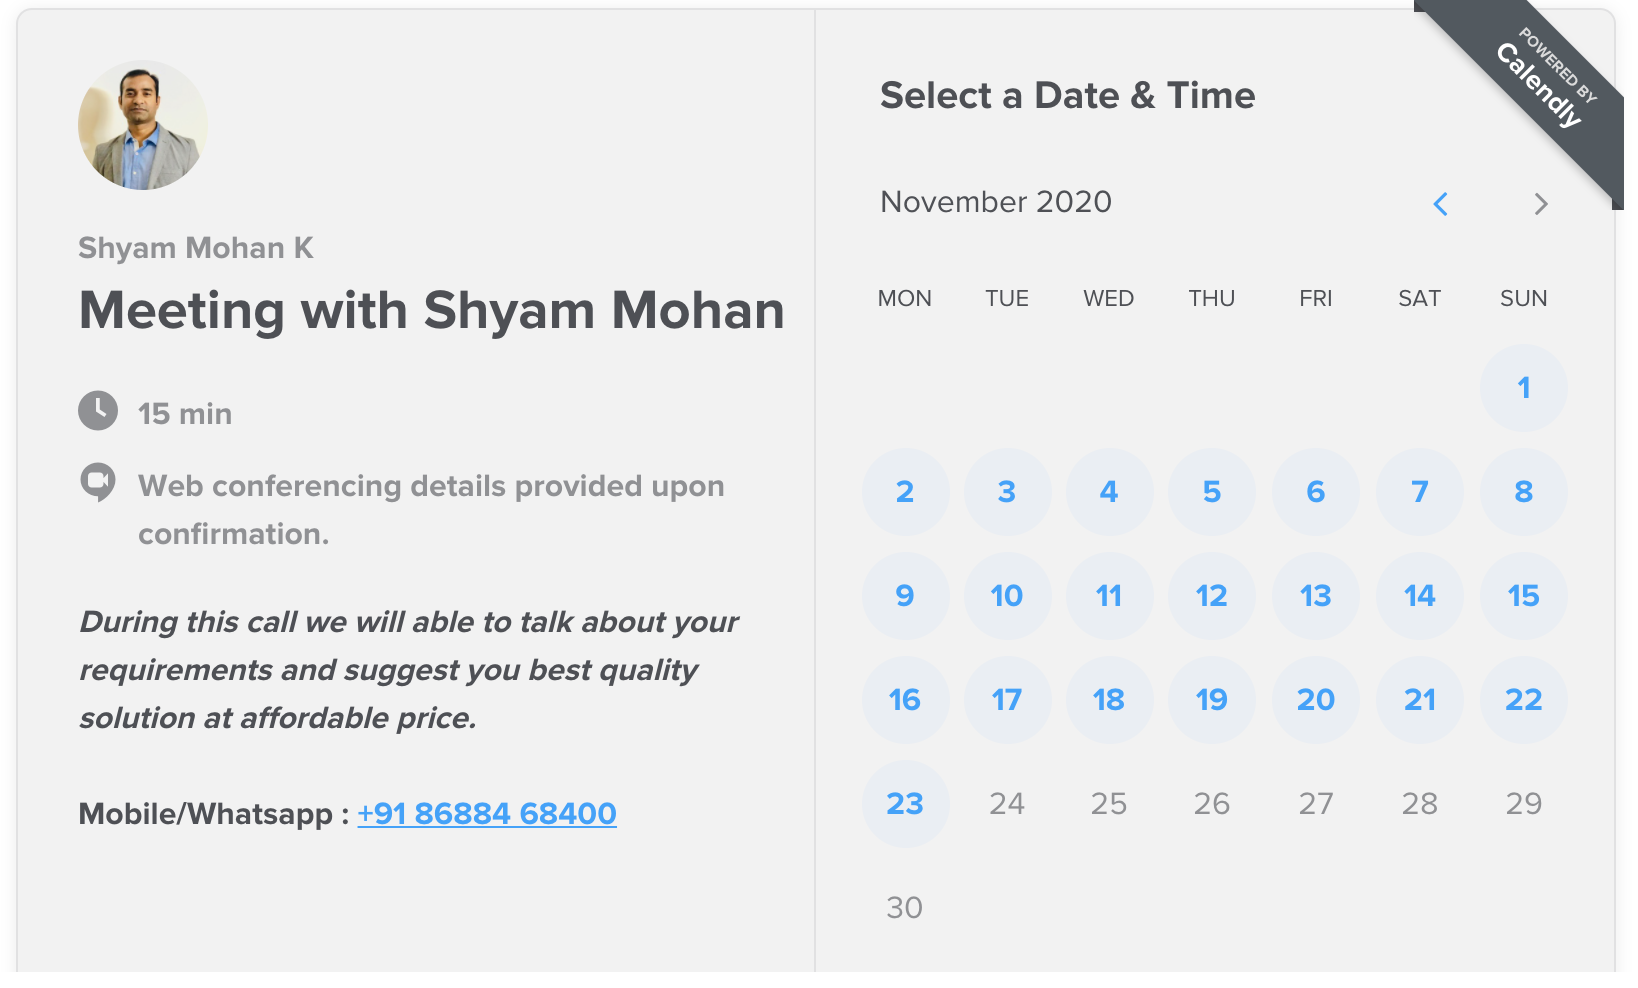 Shyam Mohan K
Meeting with Shyam Mohan
15 min
Web conferencing details provided upon
confirmation.
During this call we will able to talk about your
requirements and suggest you best quality
solution at affordable price.
Mobile/Whatsapp : +91 86884 68400
POWERED BY
Calendly
Select a Date & Time
November 2020
MON TUE WED THU FRI SAT SUN
1
2 3 4 5 6 7 8
9 10 11 12 13 14 15
16 17 18 19 20 21 22
23 24 25 26 27 28 29
30